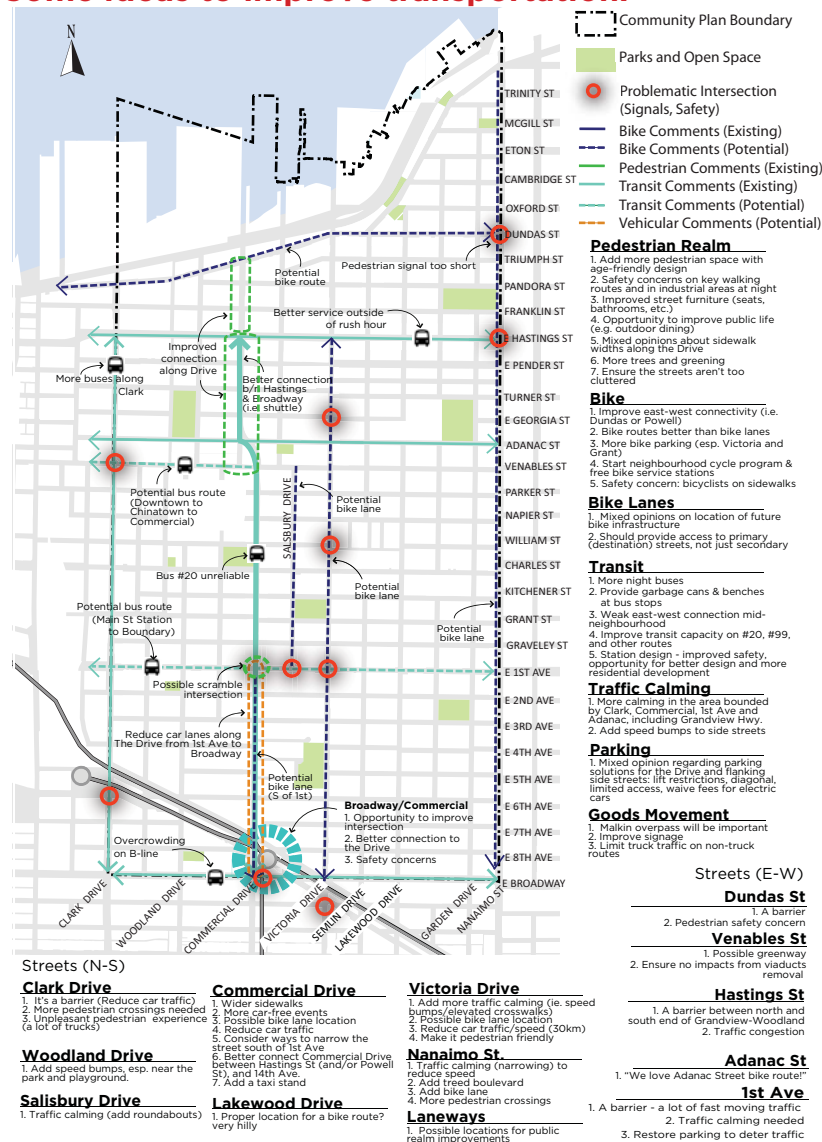 Some ideas to improve transportation:
N
Community Plan Boundary
Parks and Open Space
Problematic Intersection
(Signals, Safety)
Bike Comments (Existing)
Bike Comments (Potential)
Pedestrian Comments (Existing)
Transit Comments (Existing)
Transit Comments (Potential)
Vehicular Comments (Potential)
TRINITY ST
MCGILL ST
ETON ST
CAMBRIDGE ST
OXFORD ST
DUNDAS ST
TRIUMPH ST
PANDORA ST
FRANKLIN ST
E HASTINGS ST
E PENDER ST
TURNER ST
E GEORGIA ST
ADANAC ST
VENABLES ST
PARKER ST
NAPIER ST
WILLIAM ST
CHARLES ST
KITCHENER ST
GRANT ST
GRAVELEY ST
E 1ST AVE
E 2ND AVE
E 3RD AVE
E 4TH AVE
E 5TH AVE
E 6TH AVE
E 7TH AVE
E 8TH AVE
E BROADWAY
Potential
bike route
Pedestrian signal too short
Better service outside
of rush hour
Improved
connection
along Drive
More buses along
Clark
Better connection
b/n Hastings
& Broadway
(i.e. shuttle)
Potential bus route
(Downtown to
Chinatown to
Commercial)
SALSBURY DRIVE
Potential
bike lane
Bus #20 unreliable
Potential
bike lane
Potential bus route
(Main St Station
to Boundary)
Potential
bike lane
Possible scramble
intersection
Reduce car lanes along
The Drive from 1st Ave to
Broadway
Potential
bike lane
(S of 1st)
Broadway/Commercial
1. Opportunity to improve
intersection
2. Better connection to
the Drive
3. Safety concerns
Overcrowding
on B-line
CLARK DRIVE
WOODLAND DRIVE
COMMERCIAL DRIVE
VICTORIA DRIVE
SEMLIN DRIVE
LAKEWOOD DRIVE
GARDEN DRIVE
NANAIMO ST
Pedestrian Realm
1. Add more pedestrian space with
age-friendly design
2. Safety concerns on key walking
routes and in industrial areas at night
3. Improved street furniture (seats,
bathrooms, etc.)
4. Opportunity to improve public life
(e.g. outdoor dining)
5. Mixed opinions about sidewalk
widths along the Drive
6. More trees and greening
7. Ensure the streets aren't too
cluttered
Bike
1. Improve east-west connectivity (i.e.
Dundas or Powell)
2. Bike routes better than bike lanes
3. More bike parking (esp. Victoria and
Grant)
4. Start neighbourhood cycle program &
free bike service stations
5. Safety concern: bicyclists on sidewalks
Bike Lanes
1. Mixed opinions on location of future
bike infrastructure
2. Should provide access to primary
(destination) streets, not just secondary
Transit
1. More night buses
2. Provide garbage cans & benches
at bus stops
3. Weak east-west connection mid-
neighbourhood
4. Improve transit capacity on #20, #99,
and other routes
5. Station design - improved safety,
opportunity for better design and more
residential development
Traffic Calming
1. More calming in the area bounded
by Clark, Commercial, 1st Ave and
Adanac, including Grandview Hwy.
2. Add speed bumps to side streets
Parking
1. Mixed opinion regarding parking
solutions for the Drive and flanking
side streets: lift restrictions, diagonal,
limited access, waive fees for electric
cars
Goods Movement
1. Malkin overpass will be important
2. Improve signage
3. Limit truck traffic on non-truck
routes
Streets (E-W)
Dundas St
1. A barrier
2. Pedestrian safety concern
Venables St
1. Possible greenway
2. Ensure no impacts from viaducts
removal
Hastings St
1. A barrier between north and
south end of Grandview-Woodland
2. Traffic congestion
Adanac St
1. "We love Adanac Street bike route!"
1st Ave
1. A barrier - a lot of fast moving traffic
2. Traffic calming needed
3. Restore parking to deter traffic
Streets (N-S)
Clark Drive
1. It's a barrier (Reduce car traffic)
2. More pedestrian crossings needed
3. Unpleasant pedestrian experience
(a lot of trucks)
Woodland Drive
1. Add speed bumps, esp. near the
park and playground.
Salisbury Drive
1. Traffic calming (add roundabouts)
Commercial Drive
1. Wider sidewalks
2. More car-free events
3. Possible bike lane location
4. Reduce car traffic
5. Consider ways to narrow the
street south of 1st Ave
6. Better connect Commercial Drive
between Hastings St (and/or Powell
St), and 14th Ave.
7. Add a taxi stand
Lakewood Drive
1. Proper location for a bike route?
very hilly
Victoria Drive
1. Add more traffic calming (ie. speed
bumps/elevated crosswalks)
2. Possible bike lane location
3. Reduce car traffic/speed (30km)
4. Make it pedestrian friendly
Nanaimo St.
1. Traffic calming (narrowing) to
reduce speed
2. Add treed boulevard
3. Add bike lane
4. More pedestrian crossings
Laneways
1. Possible locations for public
realm improvements